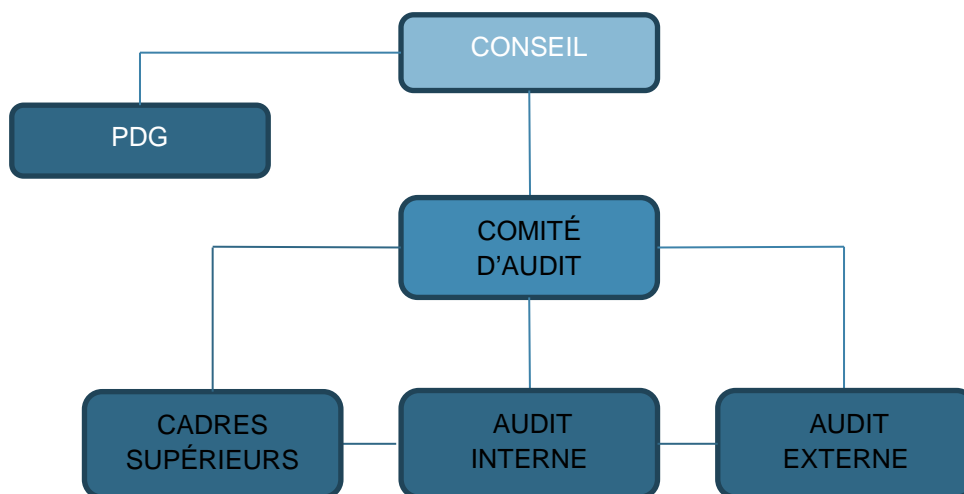 CONSEIL
PDG
COMITÉ
D’AUDIT
CADRES
SUPÉRIEURS
AUDIT
INTERNE
AUDIT
EXTERNE